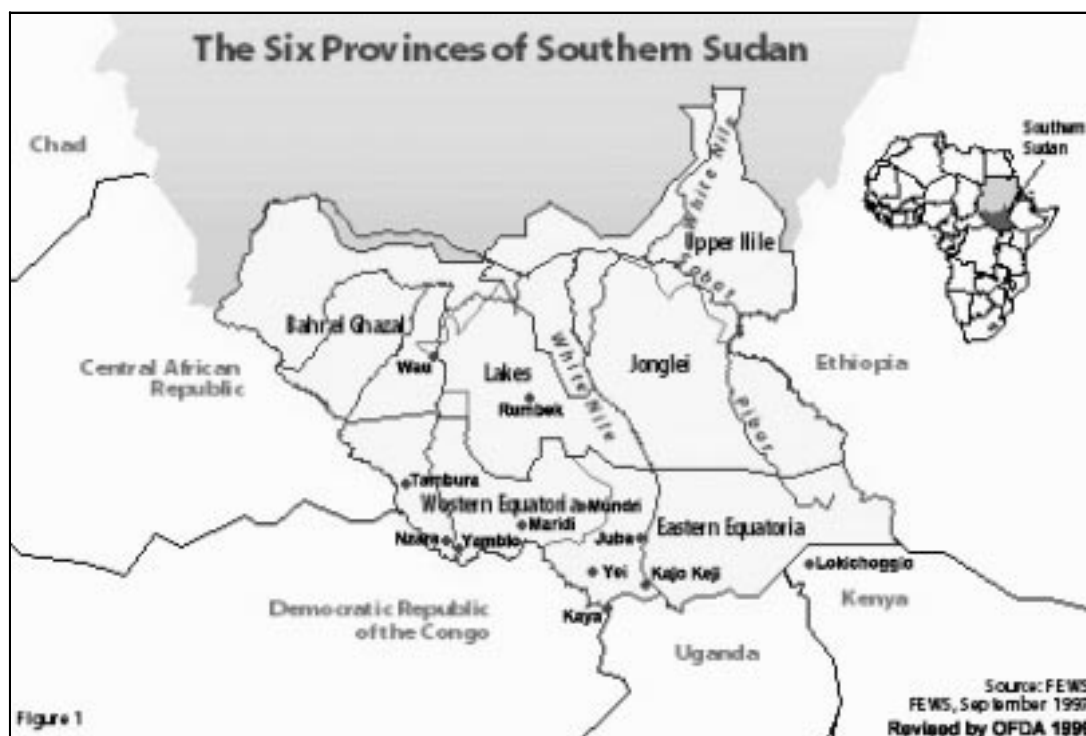 The Six Provinces of Southern Sudan
Chad
Southern
Sudan
White Nile
Upper Nile
Sobat
Bahr el Ghazal
Central African
Republic
Wau
Lakes
Rumbek
White Nile
Jonglei
Ethiopia
Pibor
Tambura
Western Equatoria
Mundri
Maridi
Eastern Equatoria
Nzara
Yambio
Juba
Yei
Kajo Keji
Lokichoggio
Kenya
Democratic Republic
of the Congo
Kaya
Uganda
Source: FEWS
FEWS, September 1997
Revised by OFDA
Figure 1